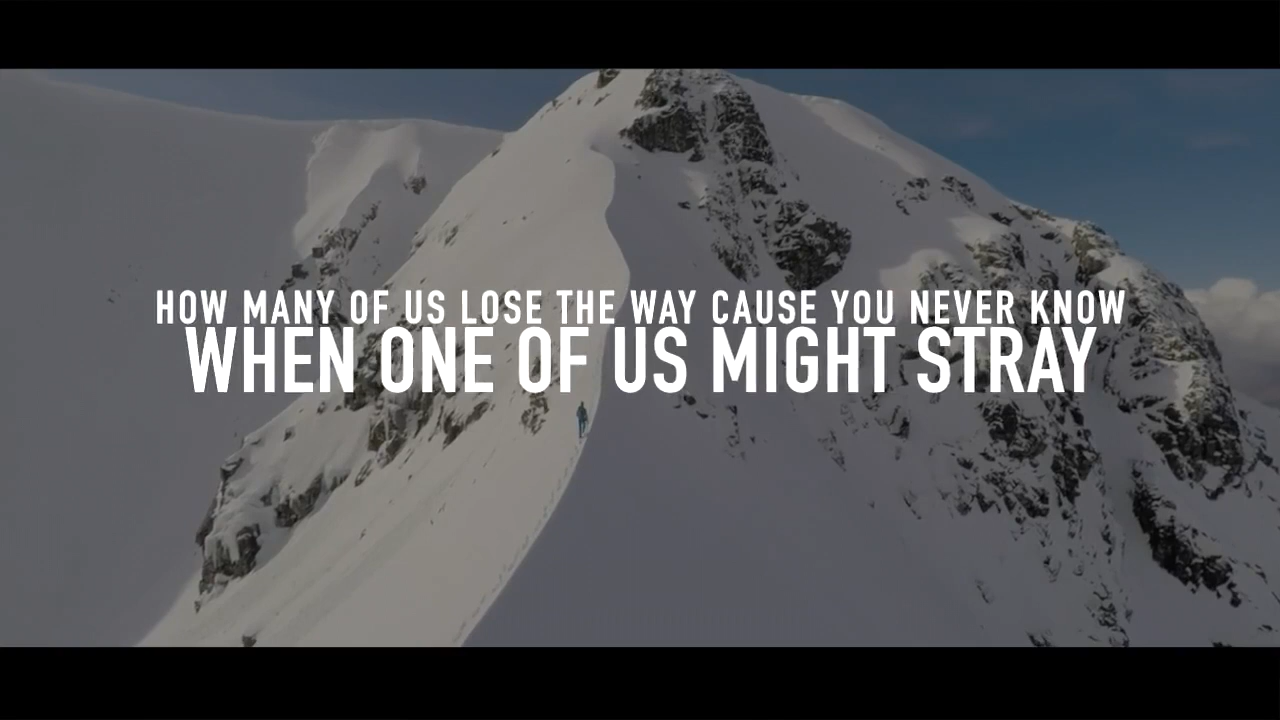 HOW MANY OF US LOSE THE WAY CAUSE YOU NEVER KNOW
WHEN ONE OF US MIGHT STRAY